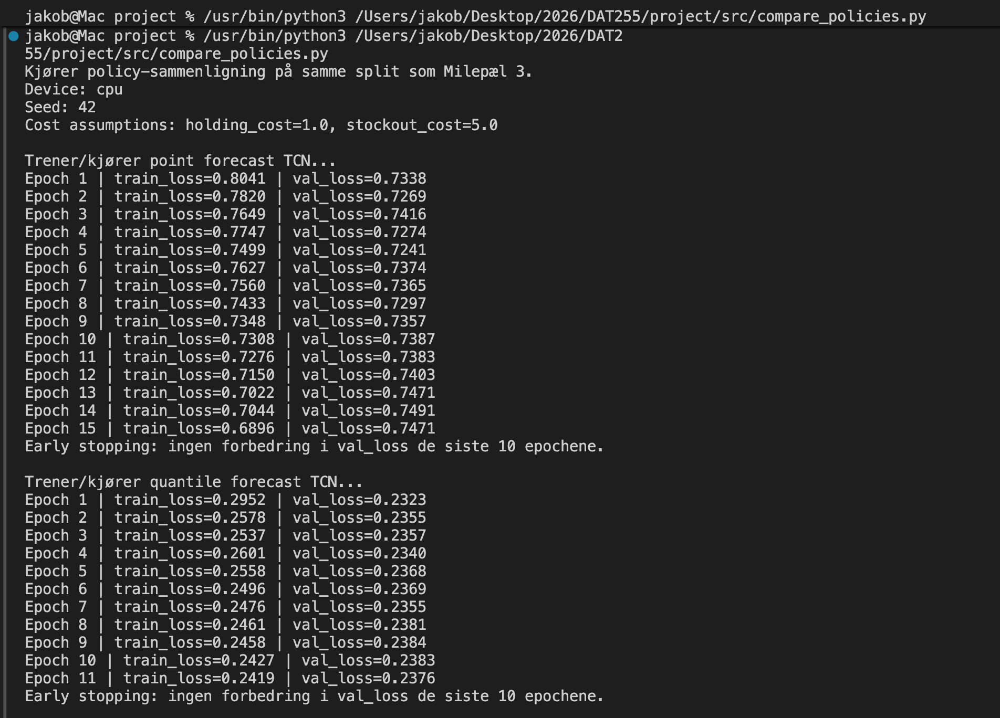 jakob@Mac project % /usr/bin/python3 /Users/jakob/Desktop/2026/DAT255/project/src/compare_policies.py
jakob@Mac project % /usr/bin/python3 /Users/jakob/Desktop/2026/DAT2
55/project/src/compare_policies.py
Kjører policy-sammenligning på samme split som Milepæl 3.
Device: cpu
Seed: 42
Cost assumptions: holding_cost=1.0, stockout_cost=5.0

Trener/kjører point forecast TCN...
Epoch 1 | train_loss=0.8041 | val_loss=0.7338
Epoch 2 | train_loss=0.7820 | val_loss=0.7269
Epoch 3 | train_loss=0.7649 | val_loss=0.7416
Epoch 4 | train_loss=0.7747 | val_loss=0.7274
Epoch 5 | train_loss=0.7499 | val_loss=0.7241
Epoch 6 | train_loss=0.7627 | val_loss=0.7374
Epoch 7 | train_loss=0.7560 | val_loss=0.7365
Epoch 8 | train_loss=0.7433 | val_loss=0.7297
Epoch 9 | train_loss=0.7348 | val_loss=0.7357
Epoch 10 | train_loss=0.7308 | val_loss=0.7387
Epoch 11 | train_loss=0.7276 | val_loss=0.7383
Epoch 12 | train_loss=0.7150 | val_loss=0.7403
Epoch 13 | train_loss=0.7022 | val_loss=0.7471
Epoch 14 | train_loss=0.7044 | val_loss=0.7491
Epoch 15 | train_loss=0.6896 | val_loss=0.7471
Early stopping: ingen forbedring i val_loss de siste 10 epochene.

Trener/kjører quantile forecast TCN...
Epoch 1 | train_loss=0.2952 | val_loss=0.2323
Epoch 2 | train_loss=0.2578 | val_loss=0.2355
Epoch 3 | train_loss=0.2537 | val_loss=0.2357
Epoch 4 | train_loss=0.2601 | val_loss=0.2340
Epoch 5 | train_loss=0.2558 | val_loss=0.2368
Epoch 6 | train_loss=0.2496 | val_loss=0.2369
Epoch 7 | train_loss=0.2476 | val_loss=0.2355
Epoch 8 | train_loss=0.2461 | val_loss=0.2381
Epoch 9 | train_loss=0.2458 | val_loss=0.2384
Epoch 10 | train_loss=0.2427 | val_loss=0.2383
Epoch 11 | train_loss=0.2419 | val_loss=0.2376
Early stopping: ingen forbedring i val_loss de siste 10 epochene.